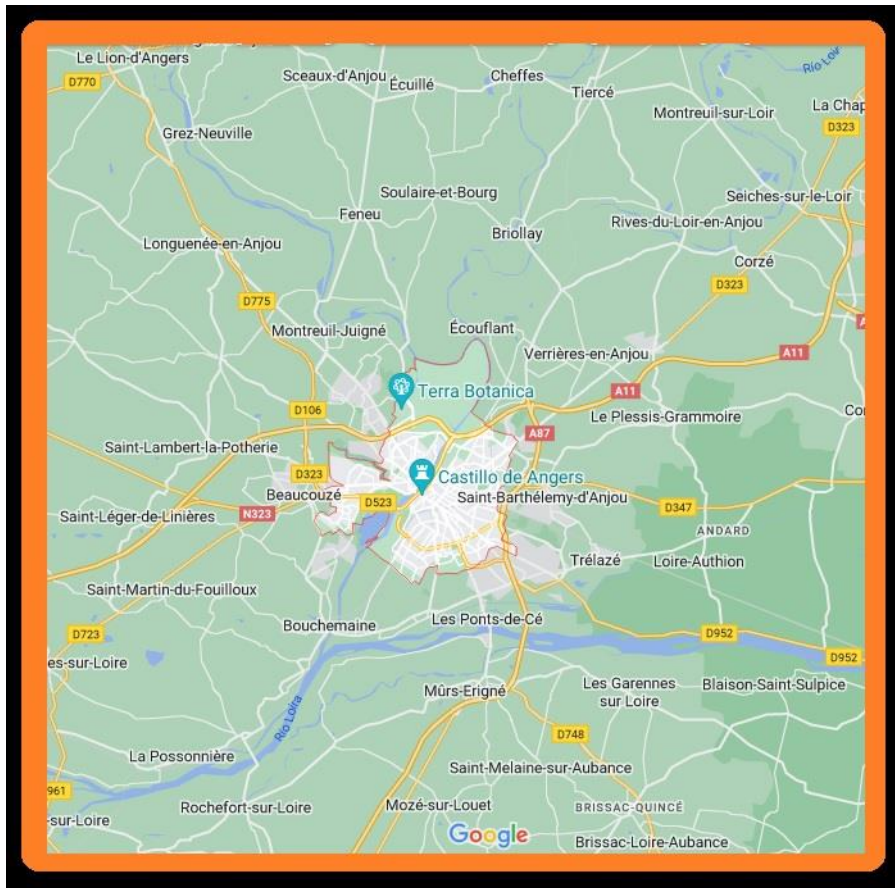 Le Lion-d'Angers
D770
Sceaux-d'Anjou
Écuillé
Cheffes
Tiercé
Río Loir
Montreuil-sur-Loir
La Chap
D323
Grez-Neuville
Soulaire-et-Bourg
Seiches-sur-le-Loir
Feneu
Briollay
Rives-du-Loir-en-Anjou
Longuenée-en-Anjou
Corzé
D323
D775
Montreuil-Juigné
Écouflant
Verrières-en-Anjou
A11
Terra Botanica
A11
D106
Le Plessis-Grammoire
A87
Saint-Lambert-la-Potherie
D323
Castillo de Angers
Beaucouzé
D523
Saint-Barthélemy-d'Anjou
Saint-Léger-de-Linières
N323
D347
ANDARD
Trélazé
Loire-Authion
Saint-Martin-du-Fouilloux
Bouchemaine
Les Ponts-de-Cé
D723
D952
D952
es-sur-Loire
Mûrs-Erigné
Les Garennes
sur Loire
Blaison-Saint-Sulpice
Río Loira
D748
La Possonnière
Saint-Melaine-sur-Aubance
961
Rochefort-sur-Loire
Mozé-sur-Louet
BRISSAC-QUINCÉ
-sur-Loire
Google
Brissac-Loire-Aubance